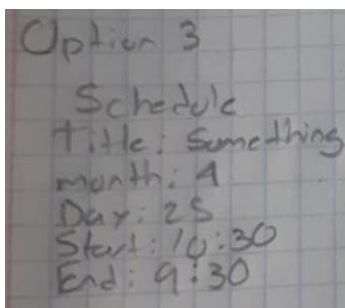 Option 3
Schedule
Title: Something
month: 4
Day: 25
Start: 10:30
End: 9:30